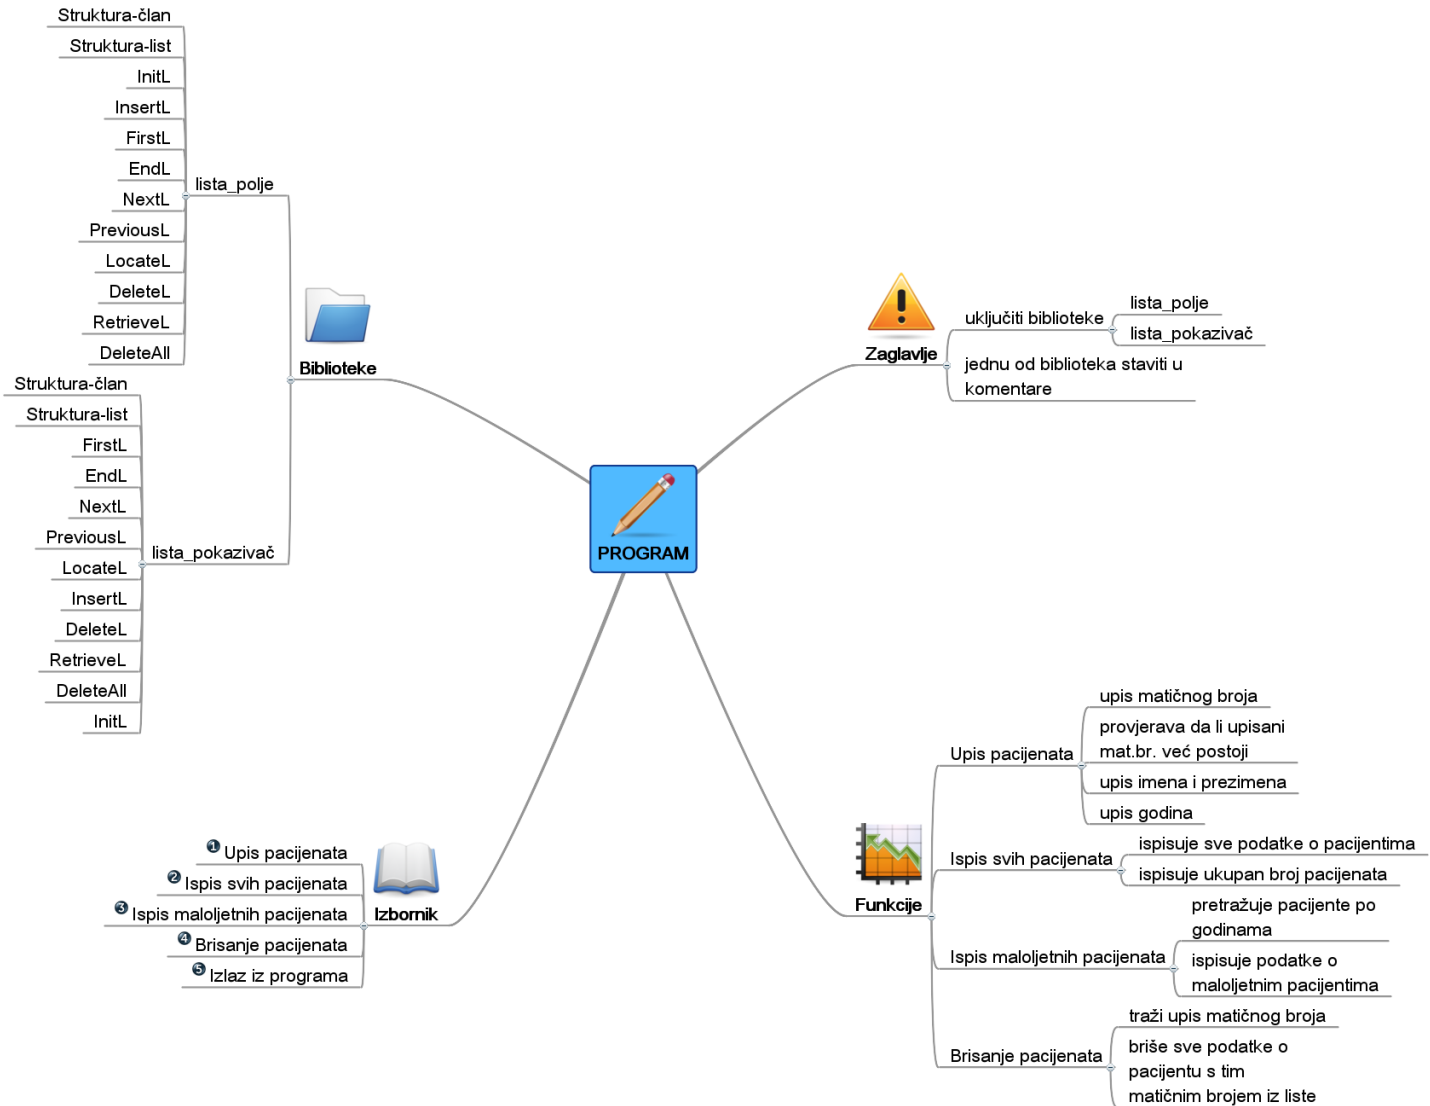 Struktura-član
Struktura-list
InitL
InsertL
FirstL
EndL
NextL
PreviousL
LocateL
DeleteL
RetrieveL
DeleteAll
lista_polje
Biblioteke
Struktura-član
Struktura-list
FirstL
EndL
NextL
PreviousL
LocateL
InsertL
DeleteL
RetrieveL
DeleteAll
InitL
lista_pokazivač
PROGRAM
Zaglavlje
uključiti biblioteke
lista_polje
lista_pokazivač
jednu od biblioteka staviti u
komentare
1 Upis pacijenata
2 Ispis svih pacijenata
3 Ispis maloljetnih pacijenata
4 Brisanje pacijenata
5 Izlaz iz programa
Izbornik
Funkcije
Upis pacijenata
upis matičnog broja
provjerava da li upisani
mat.br. već postoji
upis imena i prezimena
upis godina
Ispis svih pacijenata
ispisuje sve podatke o pacijentima
ispisuje ukupan broj pacijenata
Ispis maloljetnih pacijenata
pretražuje pacijente po
godinama
ispisuje podatke o
maloljetnim pacijentima
Brisanje pacijenata
traži upis matičnog broja
briše sve podatke o
pacijentu s tim
matičnim brojem iz liste